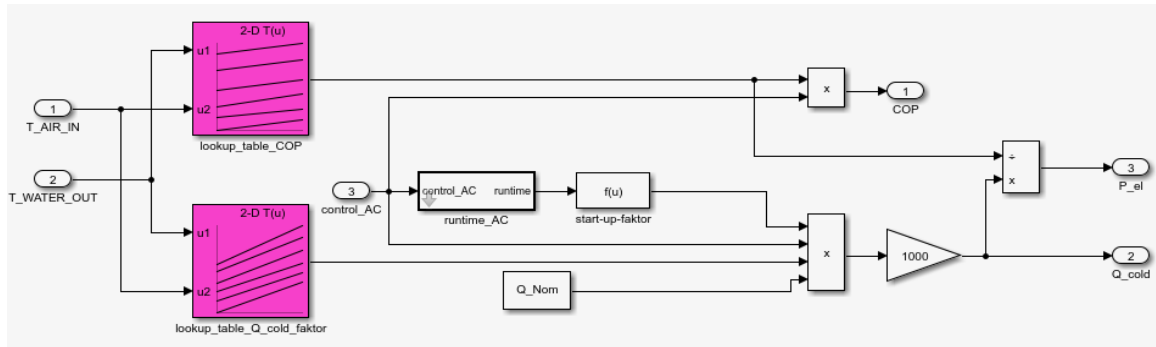 2-D T(u)
u1
u2
lookup_table_COP
1
T_AIR_IN
2
T_WATER_OUT
3
control_AC
control_AC runtime
runtime_AC
f(u)
start-up-faktor
x
1
COP
÷
x
3
P_el
2-D T(u)
u1
u2
lookup_table_Q_cold_faktor
Q_Nom
x
1000
2
Q_cold